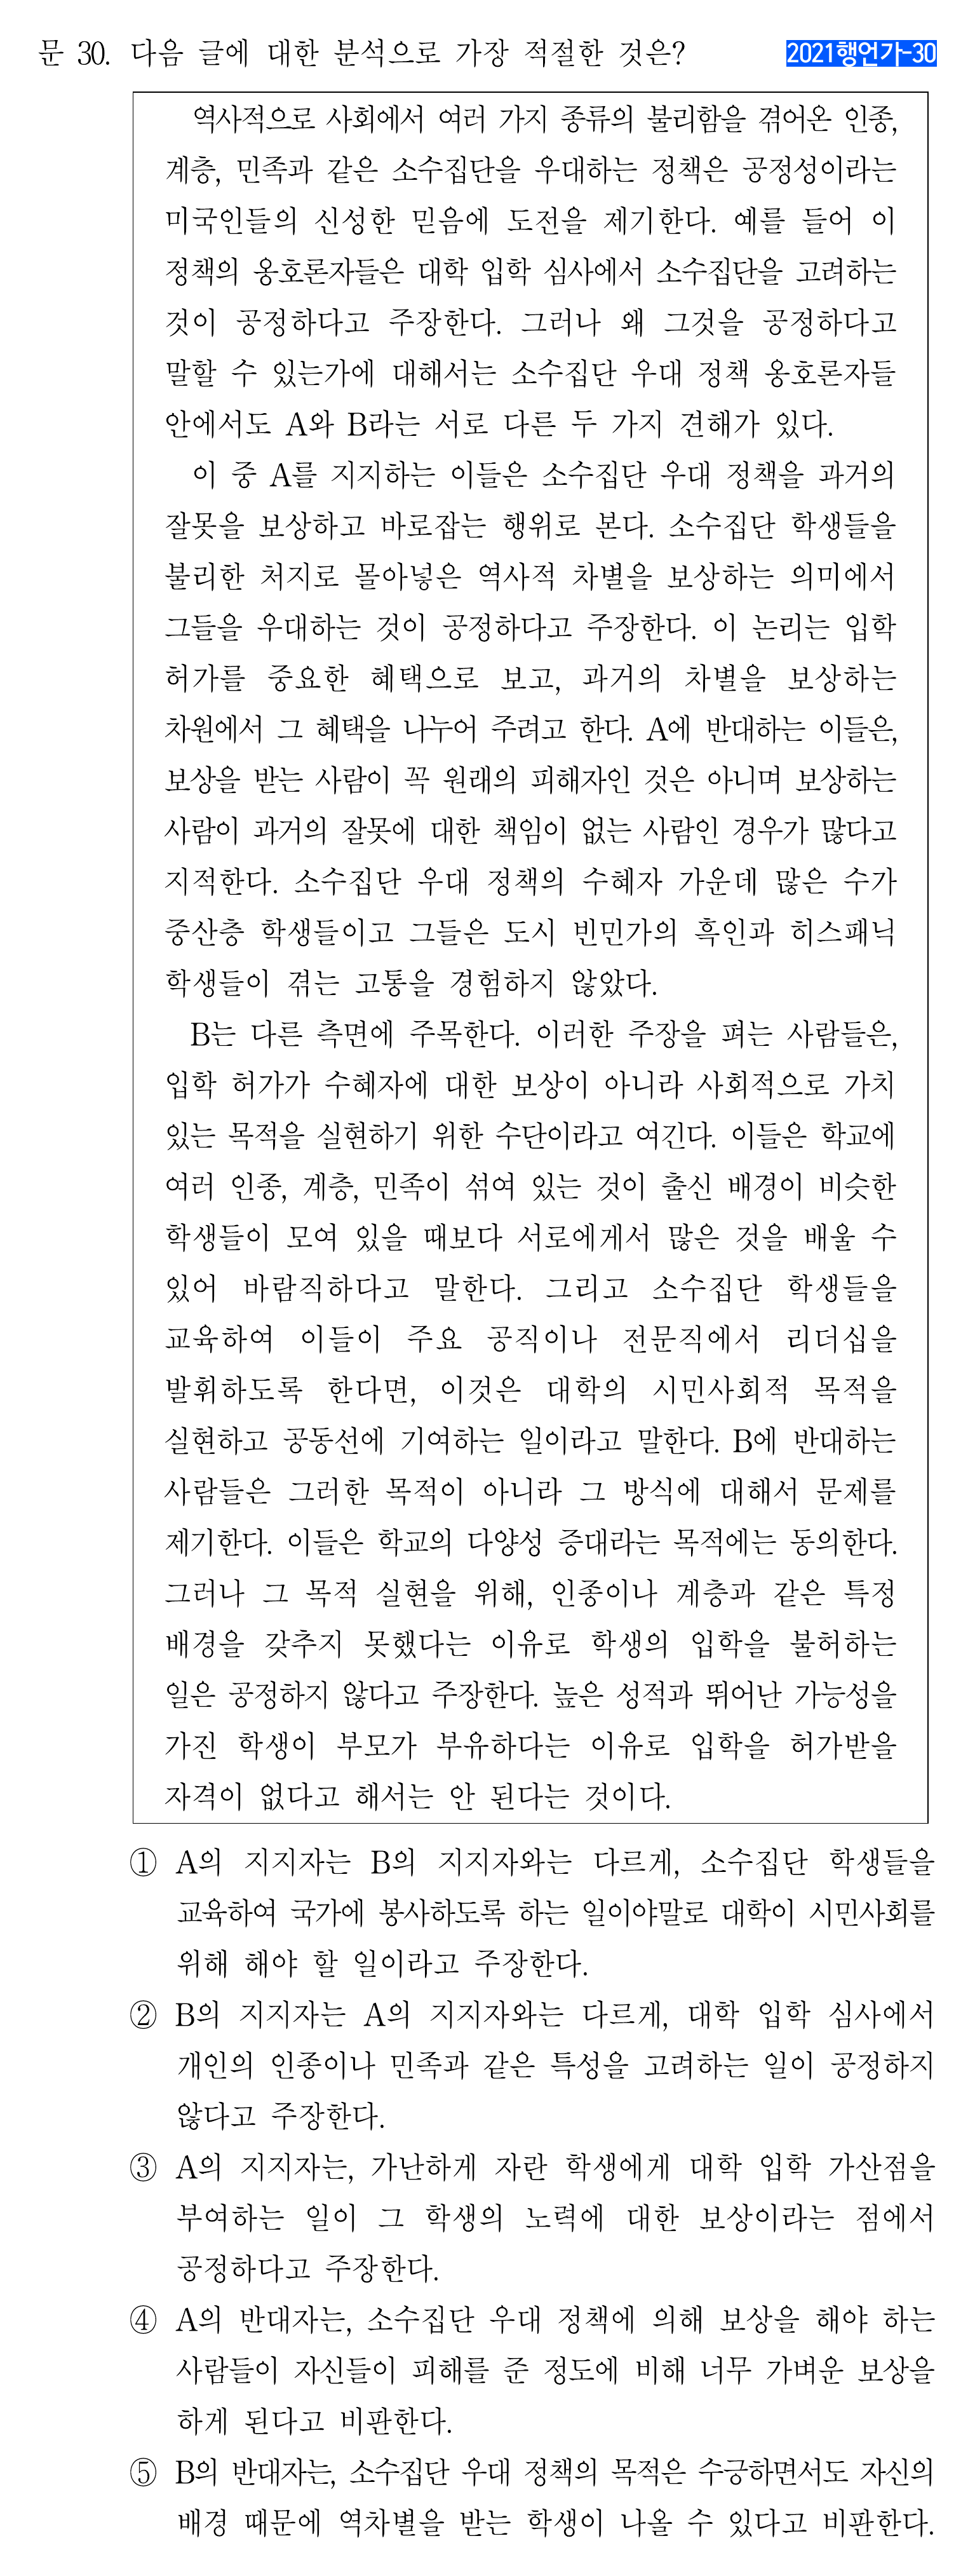 문 30. 다음 글에 대한 분석으로 가장 적절한 것은?
2021행언가-30
역사적으로 사회에서 여러 가지 종류의 불리함을 겪어온 인종,
계층, 민족과 같은 소수집단을 우대하는 정책은 공정성이라는
미국인들의 신성한 믿음에 도전을 제기한다. 예를 들어 이
정책의 옹호론자들은 대학 입학 심사에서 소수집단을 고려하는
것이 공정하다고 주장한다. 그러나 왜 그것을 공정하다고
말할 수 있는가에 대해서는 소수집단 우대 정책 옹호론자들
안에서도 A와 B라는 서로 다른 두 가지 견해가 있다.
이 중 A를 지지하는 이들은 소수집단 우대 정책을 과거의
잘못을 보상하고 바로잡는 행위로 본다. 소수집단 학생들을
불리한 처지로 몰아넣은 역사적 차별을 보상하는 의미에서
그들을 우대하는 것이 공정하다고 주장한다. 이 논리는 입학
허가를 중요한 혜택으로 보고, 과거의 차별을 보상하는
차원에서 그 혜택을 나누어 주려고 한다. A에 반대하는 이들은,
보상을 받는 사람이 꼭 원래의 피해자인 것은 아니며 보상하는
사람이 과거의 잘못에 대한 책임이 없는 사람인 경우가 많다고
지적한다. 소수집단 우대 정책의 수혜자 가운데 많은 수가
중산층 학생들이고 그들은 도시 빈민가의 흑인과 히스패닉
학생들이 겪는 고통을 경험하지 않았다.
B는 다른 측면에 주목한다. 이러한 주장을 펴는 사람들은,
입학 허가가 수혜자에 대한 보상이 아니라 사회적으로 가치
있는 목적을 실현하기 위한 수단이라고 여긴다. 이들은 학교에
여러 인종, 계층, 민족이 섞여 있는 것이 출신 배경이 비슷한
학생들이 모여 있을 때보다 서로에게서 많은 것을 배울 수
있어 바람직하다고 말한다. 그리고 소수집단 학생들을
교육하여 이들이 주요 공직이나 전문직에서 리더십을
발휘하도록 한다면, 이것은 대학의 시민사회적 목적을
실현하고 공동선에 기여하는 일이라고 말한다. B에 반대하는
사람들은 그러한 목적이 아니라 그 방식에 대해서 문제를
제기한다. 이들은 학교의 다양성 증대라는 목적에는 동의한다.
그러나 그 목적 실현을 위해, 인종이나 계층과 같은 특정
배경을 갖추지 못했다는 이유로 학생의 입학을 불허하는
일은 공정하지 않다고 주장한다. 높은 성적과 뛰어난 가능성을
가진 학생이 부모가 부유하다는 이유로 입학을 허가받을
자격이 없다고 해서는 안 된다는 것이다.
① A의 지지자는 B의 지지자와는 다르게, 소수집단 학생들을
교육하여 국가에 봉사하도록 하는 일이야말로 대학이 시민사회를
위해 해야 할 일이라고 주장한다.
② B의 지지자는 A의 지지자와는 다르게, 대학 입학 심사에서
개인의 인종이나 민족과 같은 특성을 고려하는 일이 공정하지
않다고 주장한다.
③ A의 지지자는, 가난하게 자란 학생에게 대학 입학 가산점을
부여하는 일이 그 학생의 노력에 대한 보상이라는 점에서
공정하다고 주장한다.
④ A의 반대자는, 소수집단 우대 정책에 의해 보상을 해야 하는
사람들이 자신들이 피해를 준 정도에 비해 너무 가벼운 보상을
하게 된다고 비판한다.
⑤ B의 반대자는, 소수집단 우대 정책의 목적은 수긍하면서도 자신의
배경 때문에 역차별을 받는 학생이 나올 수 있다고 비판한다.